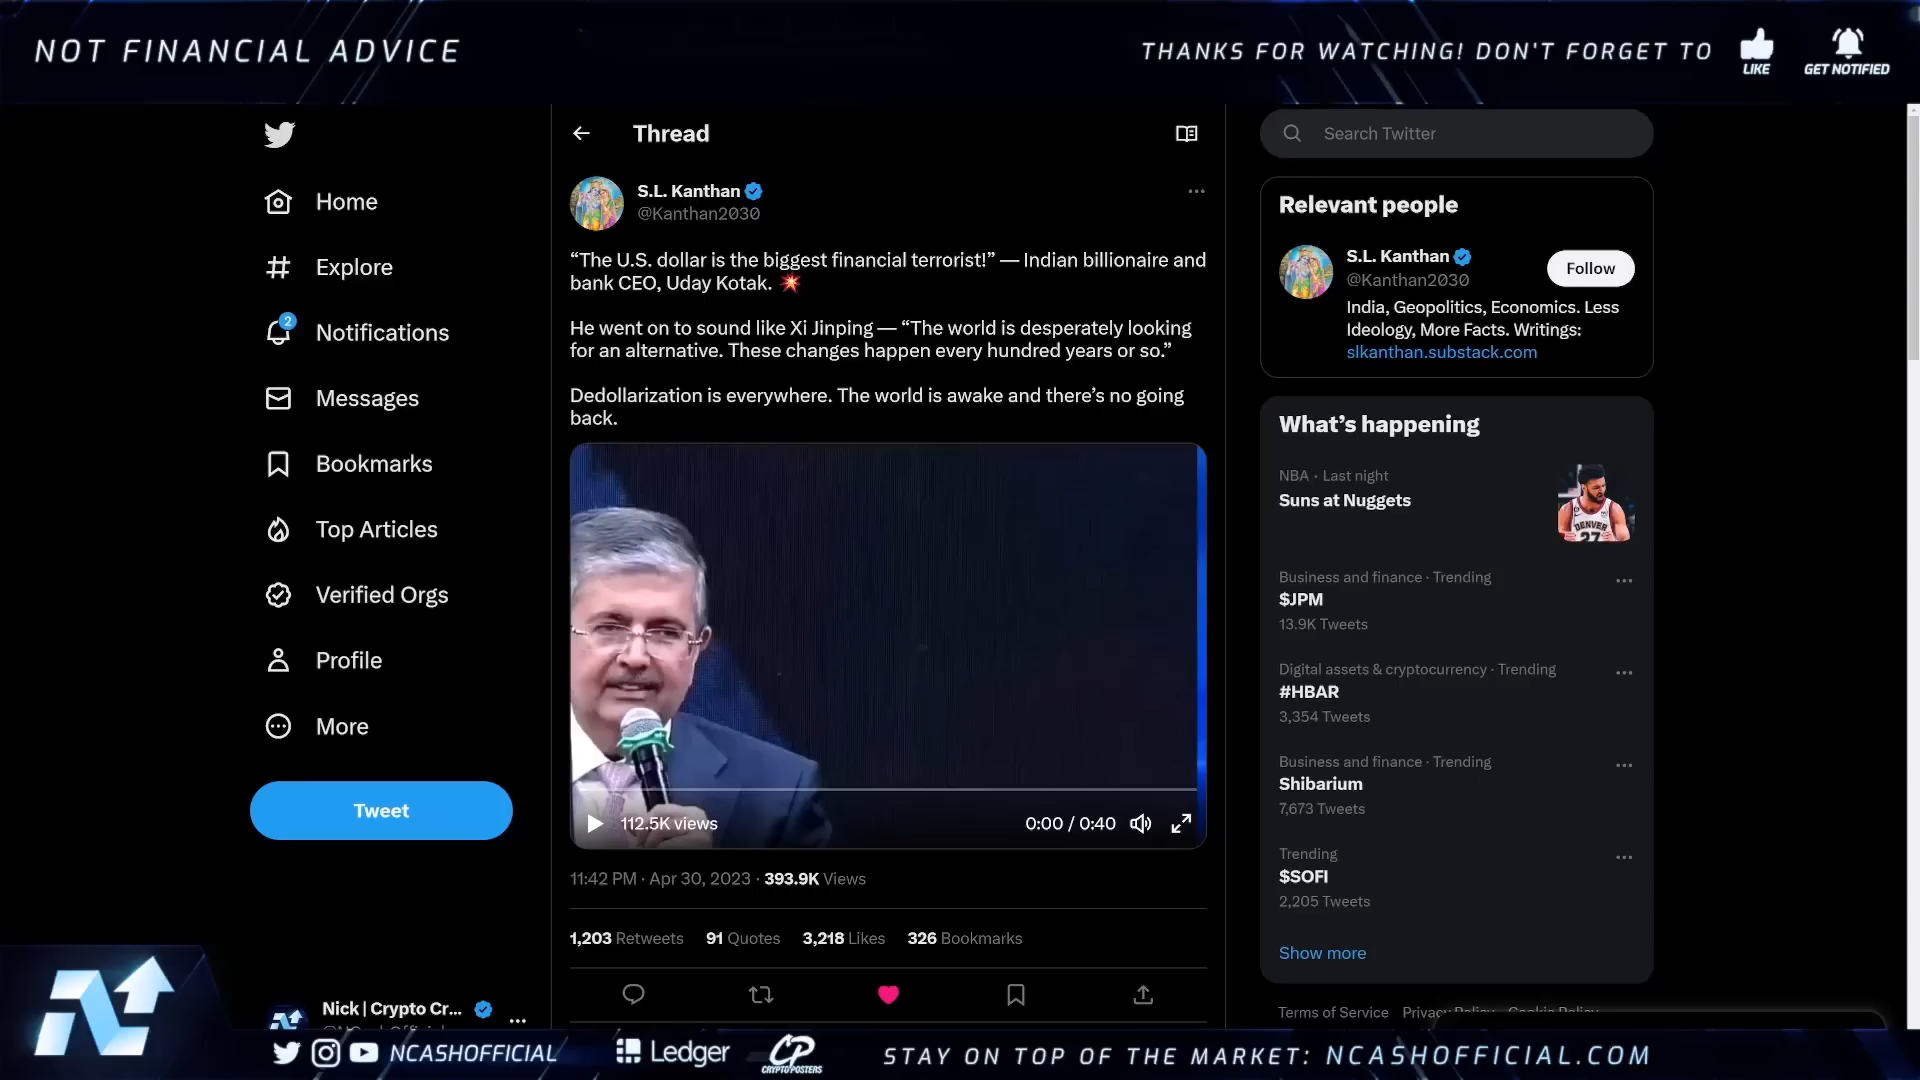 NOT FINANCIAL ADVICE
THANKS FOR WATCHING! DON'T FORGET TO
LIKE
GET NOTIFIED
Home
Explore
2
Notifications
Messages
Bookmarks
Top Articles
Verified Orgs
Profile
More
Tweet
Nick | Crypto Cr...
Thread
S.L. Kanthan
@Kanthan2030
“The U.S. dollar is the biggest financial terrorist!” — Indian billionaire and
bank CEO, Uday Kotak. 💥
He went on to sound like Xi Jinping — “The world is desperately looking
for an alternative. These changes happen every hundred years or so.”
Dedollarization is everywhere. The world is awake and there’s no going
back.
112.5K views
0:00 / 0:40
11:42 PM · Apr 30, 2023 · 393.9K Views
1,203 Retweets 91 Quotes 3,218 Likes 326 Bookmarks
Search Twitter
Relevant people
S.L. Kanthan
@Kanthan2030
Follow
India, Geopolitics, Economics. Less
Ideology, More Facts. Writings:
slkanthan.substack.com
What’s happening
NBA · Last night
Suns at Nuggets
DENVER
27
Business and finance · Trending
$JPM
13.9K Tweets
Digital assets & cryptocurrency · Trending
#HBAR
3,354 Tweets
Business and finance · Trending
Shibarium
7,673 Tweets
Trending
$SOFI
2,205 Tweets
Show more
Terms of Service Privacy Policy Cookie Policy
NCASHOFFICIAL
Ledger
CP
CRYPTOPOSTERS
STAY ON TOP OF THE MARKET: NCASHOFFICIAL.COM